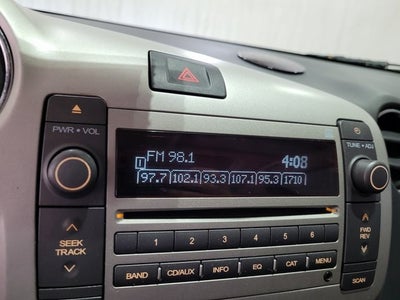 PWR • VOL
TUNE • ADJ
FM 98.1 4:08
1 97.7 102.1 93.3 107.1 95.3 1710
SEEK
TRACK
FWD
REV
1 2 3 4 5 6
BAND CD/AUX INFO EQ CAT MENU
SCAN